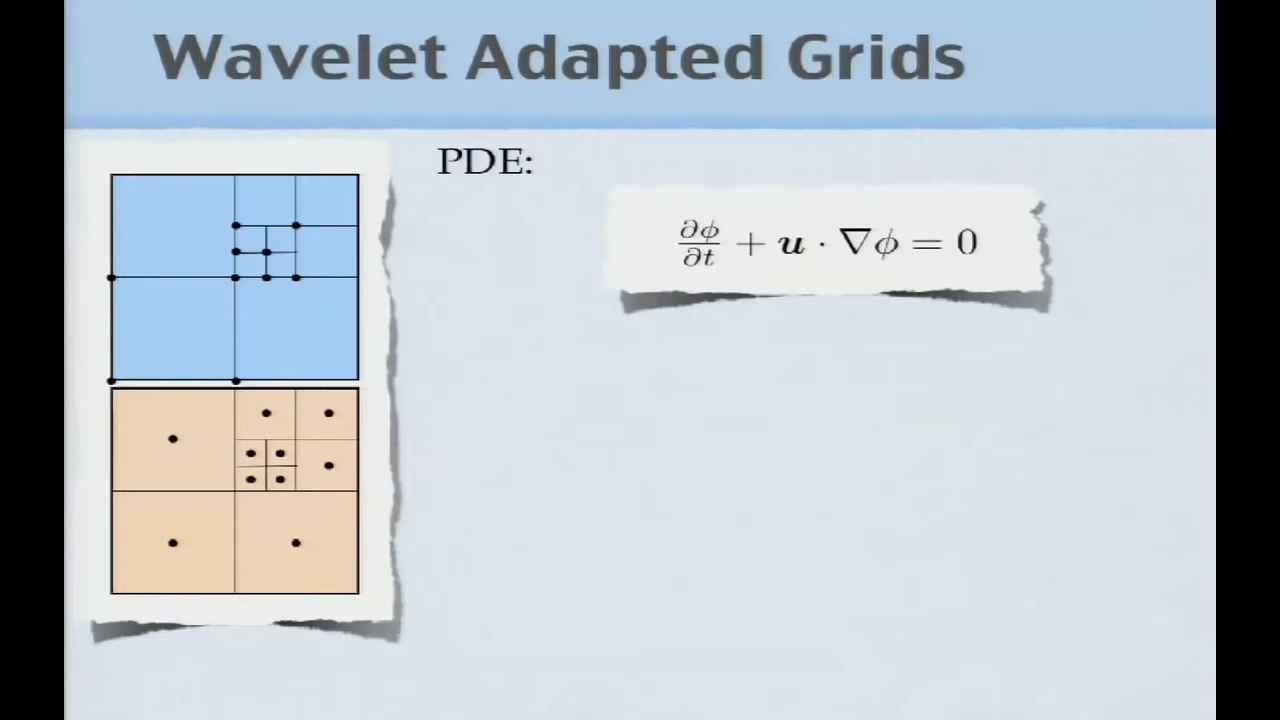 Wavelet Adapted Grids
PDE:
∂ϕ/∂t + u · ∇ϕ = 0